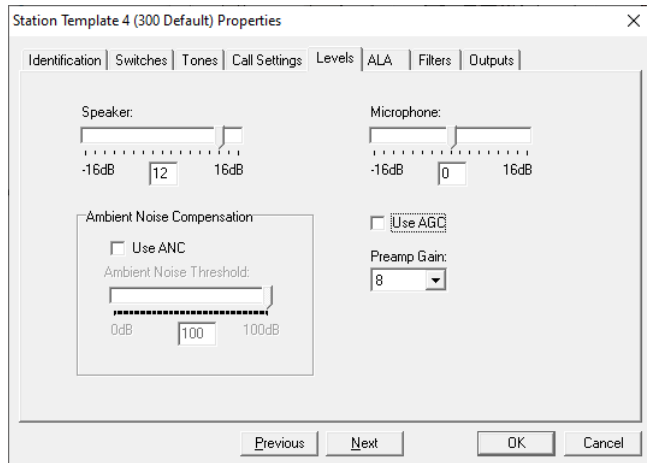 Station Template 4 (300 Default) Properties
Identification Switches Tones Call Settings Levels ALA Filters Outputs
Speaker:
-16dB 12 16dB
Microphone:
-16dB 0 16dB
Ambient Noise Compensation
Use ANC
Ambient Noise Threshold:
0dB 100 100dB
Use AGC
Preamp Gain:
8
Previous Next OK Cancel